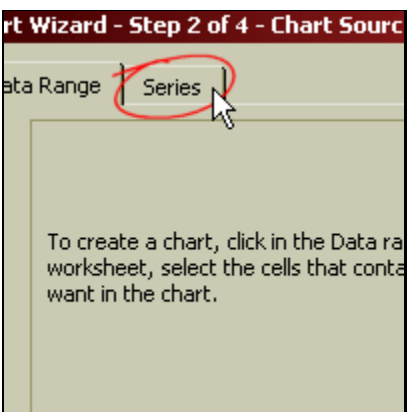 rt Wizard - Step 2 of 4 - Chart Sourc
ata Range Series
To create a chart, click in the Data ra
worksheet, select the cells that conta
want in the chart.